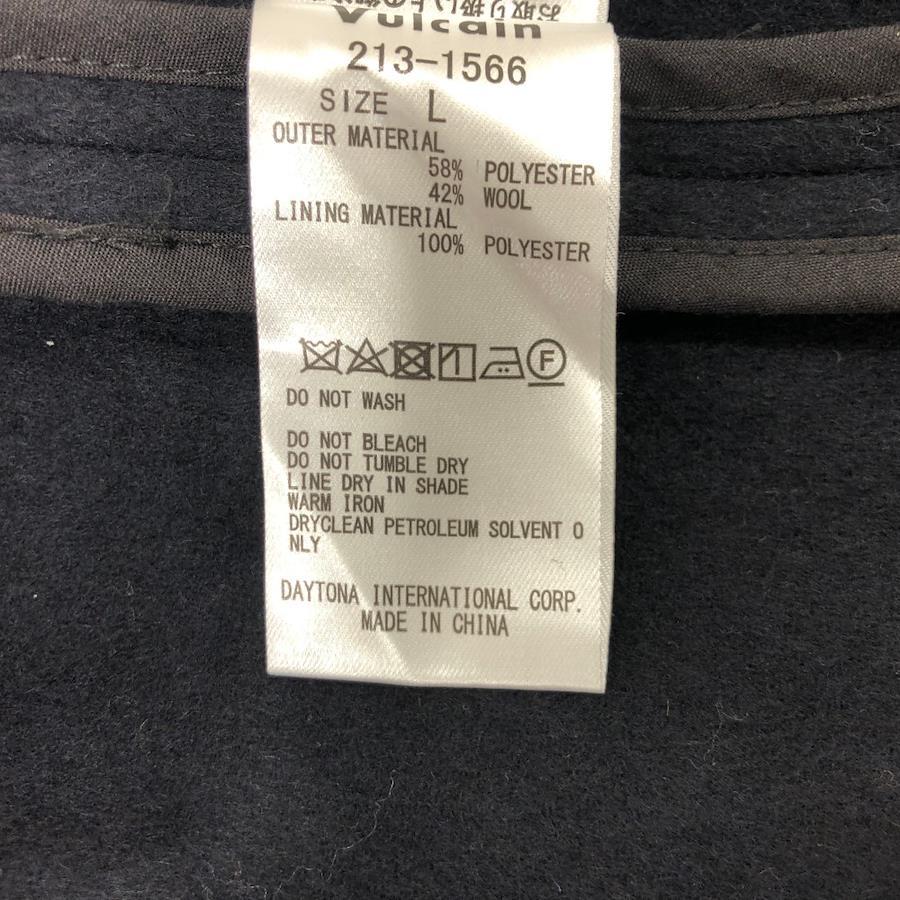 Vulcain
213-1566
SIZE L
OUTER MATERIAL
58% POLYESTER
42% WOOL
LINING MATERIAL
100% POLYESTER
F
DO NOT WASH
DO NOT BLEACH
DO NOT TUMBLE DRY
LINE DRY IN SHADE
WARM IRON
DRYCLEAN PETROLEUM SOLVENT O
NLY
DAYTONA INTERNATIONAL CORP.
MADE IN CHINA